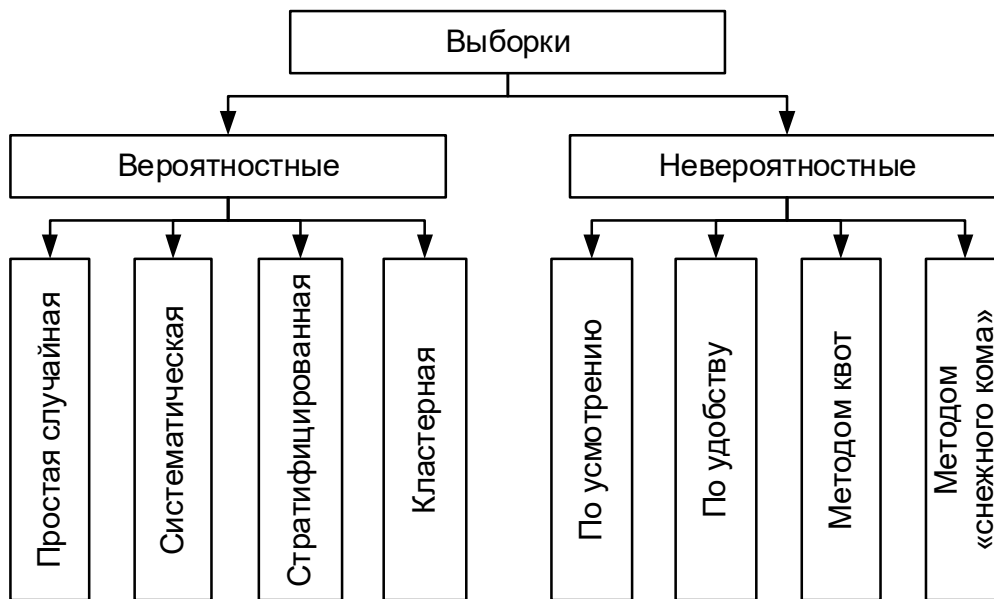 Выборки
Вероятностные
Невероятностные
Простая случайная
Систематическая
Стратифицированная
Кластерная
По усмотрению
По удобству
Методом квот
Методом
«снежного кома»